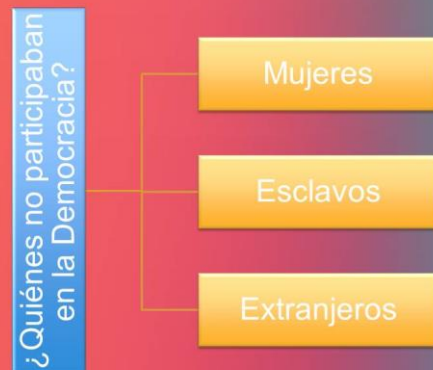 ¿Quiénes no participaban
en la Democracia?
Mujeres
Esclavos
Extranjeros